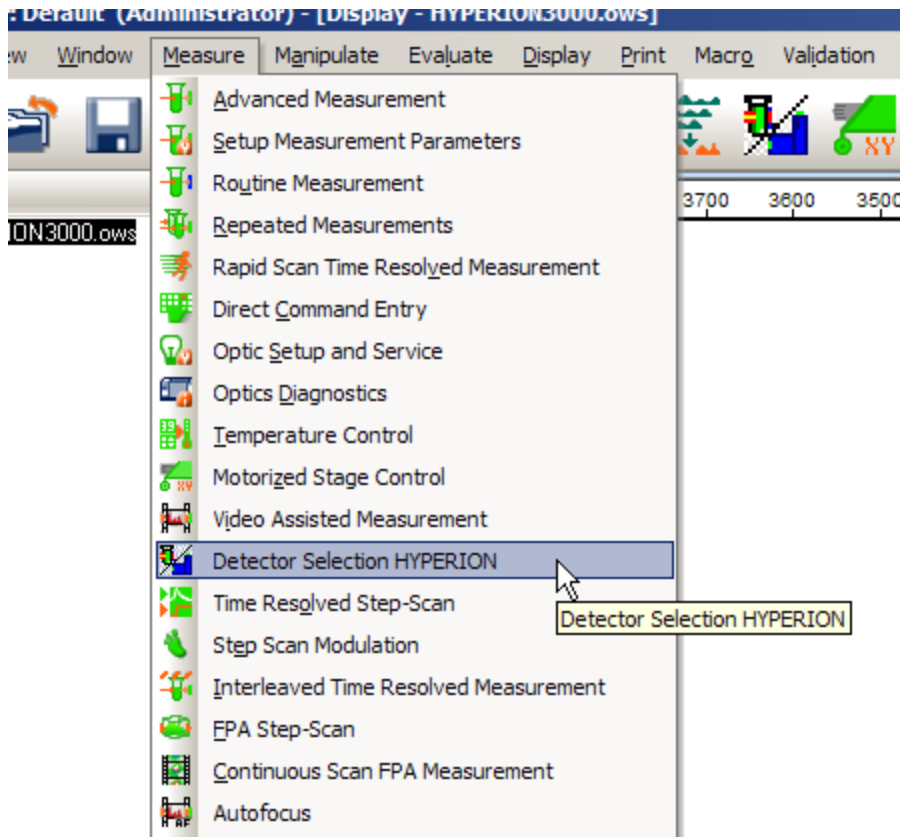 : Default (Administrator) - [Display - HYPERION3000.ows]
Window Measure Manipulate Evaluate Display Print Macro Validation
XY
3700 3600 3500
ION3000.ows
Advanced Measurement
Setup Measurement Parameters
Routine Measurement
Repeated Measurements
Rapid Scan Time Resolved Measurement
Direct Command Entry
Optic Setup and Service
Optics Diagnostics
Temperature Control
Motorized Stage Control
Video Assisted Measurement
Detector Selection HYPERION
Time Resolved Step-Scan
Detector Selection HYPERION
Step Scan Modulation
Interleaved Time Resolved Measurement
FPA Step-Scan
Continuous Scan FPA Measurement
Autofocus